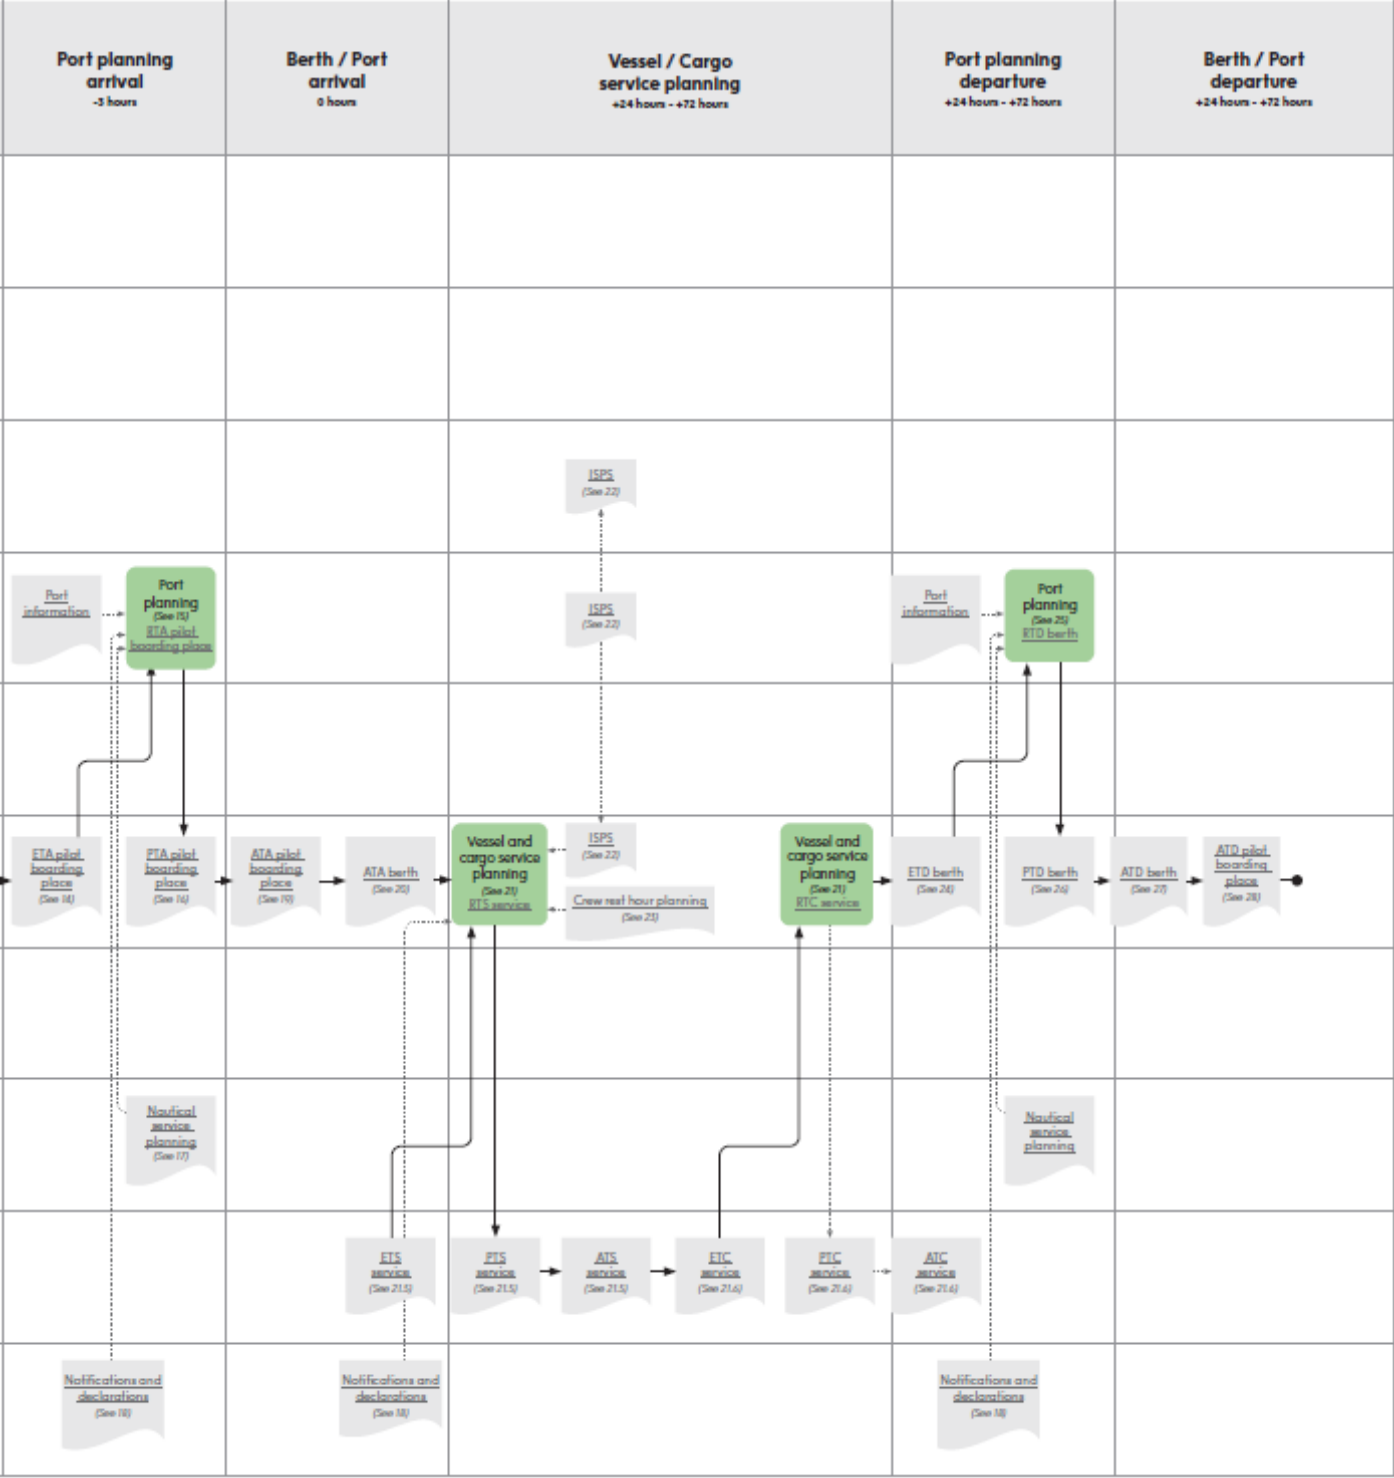 Port planning
arrival
-3 hours
Berth / Port
arrival
0 hours
Vessel / Cargo
service planning
+24 hours - +72 hours
Port planning
departure
+24 hours - +72 hours
Berth / Port
departure
+24 hours - +72 hours
ISPS
(See 22)
Port
information
Port
planning
(See 15)
RTA pilot
boarding place
ISPS
(See 22)
Port
information
Port
planning
(See 25)
RTD berth
ETA pilot
boarding
place
(See 14)
PTA pilot
boarding
place
(See 16)
ATA pilot
boarding
place
(See 19)
ATA berth
(See 20)
Vessel and
cargo service
planning
(See 21)
RTS service
ISPS
(See 22)
Crew rest hour planning
(See 23)
Vessel and
cargo service
planning
(See 21)
RTC service
ETD berth
(See 24)
PTD berth
(See 26)
ATD berth
(See 27)
ATD pilot
boarding
place
(See 28)
Nautical
service
planning
(See 17)
Nautical
service
planning
ETS
service
(See 21.5)
PTS
service
(See 21.5)
ATS
service
(See 21.5)
ETC
service
(See 21.6)
PTC
service
(See 21.6)
ATC
service
(See 21.6)
Notifications and
declarations
(See 18)
Notifications and
declarations
(See 18)
Notifications and
declarations
(See 18)